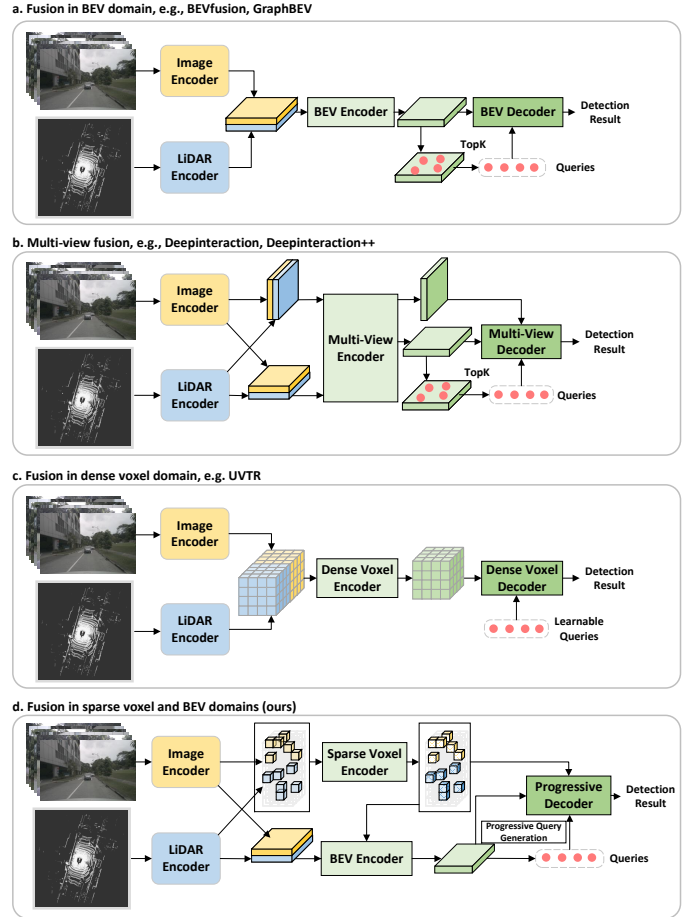 a. Fusion in BEV domain, e.g., BEVfusion, GraphBEV
Image
Encoder
LiDAR
Encoder
BEV Encoder
BEV Decoder
Detection
Result
TopK
Queries
b. Multi-view fusion, e.g., Deepinteraction, Deepinteraction++
Image
Encoder
LiDAR
Encoder
Multi-View
Encoder
Multi-View
Decoder
Detection
Result
TopK
Queries
c. Fusion in dense voxel domain, e.g. UVTR
Image
Encoder
LiDAR
Encoder
Dense Voxel
Encoder
Dense Voxel
Decoder
Detection
Result
Learnable
Queries
d. Fusion in sparse voxel and BEV domains (ours)
Image
Encoder
LiDAR
Encoder
Sparse Voxel
Encoder
BEV Encoder
Progressive
Decoder
Detection
Result
Progressive Query
Generation
Queries